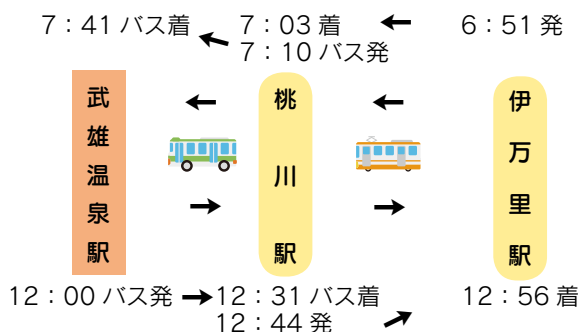 7：41 バス着
7：03 着
6：51 発
7：10 バス発
武雄温泉駅
桃川駅
伊万里駅
12：00 バス発
12：31 バス着
12：56 着
12：44 発